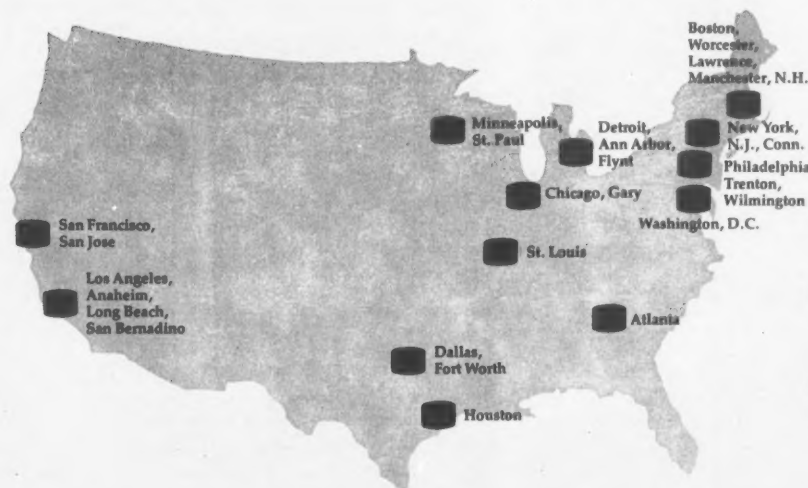 Boston,
Worcester,
Lawrence,
Manchester, N.H.
Minneapolis,
St. Paul
Detroit,
Ann Arbor,
Flynt
New York,
N.J., Conn.
Philadelphia
Trenton,
Wilmington
Washington, D.C.
Chicago, Gary
San Francisco,
San Jose
St. Louis
Los Angeles,
Anaheim,
Long Beach,
San Bernadino
Atlanta
Dallas,
Fort Worth
Houston